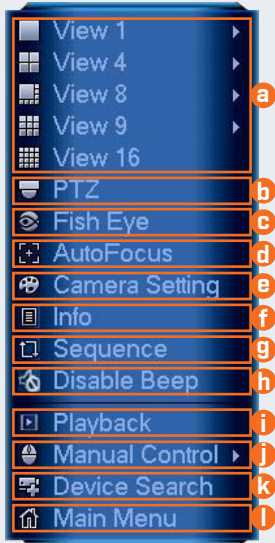 View 1
View 4
View 8
View 9
View 16
a
PTZ
b
Fish Eye
c
AutoFocus
d
Camera Setting
e
Info
f
Sequence
g
Disable Beep
h
Playback
i
Manual Control
j
Device Search
k
Main Menu
l